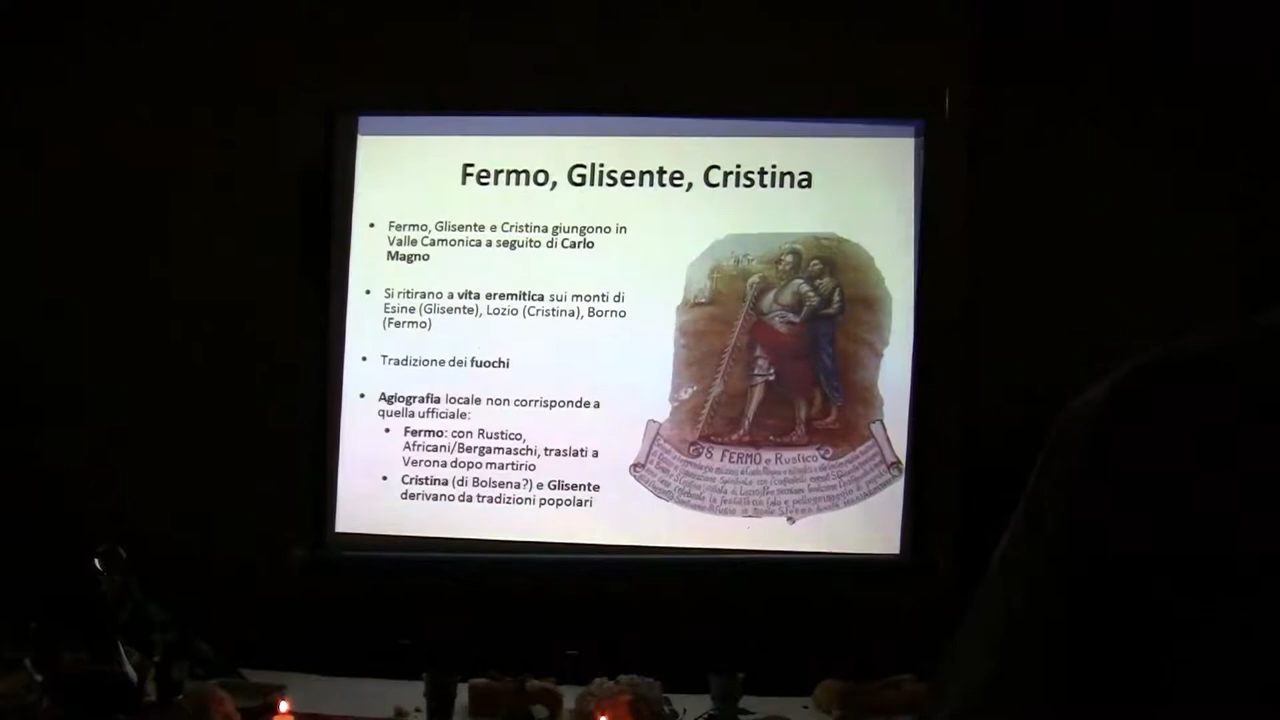 Fermo, Glisente, Cristina
• Fermo, Glisente e Cristina giungono in
Valle Camonica a seguito di Carlo
Magno
• Si ritirano a vita eremitica sui monti di
Esine (Glisente), Lozio (Cristina), Borno
(Fermo)
• Tradizione dei fuochi
• Agiografia locale non corrisponde a
quella ufficiale:
• Fermo: con Rustico,
Africani/Bergamaschi, traslati a
Verona dopo martirio
• Cristina (di Bolsena?) e Glisente
derivano da tradizioni popolari
S. FERMO e Rustico